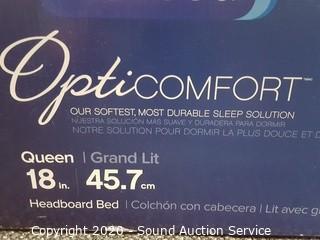 OptiCOMFORT™
OUR SOFTEST, MOST DURABLE SLEEP SOLUTION
NUESTRA SOLUCIÓN MÁS SUAVE Y DURADERA PARA DORMIR
NOTRE SOLUTION POUR DORMIR LA PLUS DOUCE ET D
Queen | Grand Lit
18 in. 45.7 cm
Headboard Bed | Colchón con cabecera | Lit avec gr
Copyright 2020 - Sound Auction Service